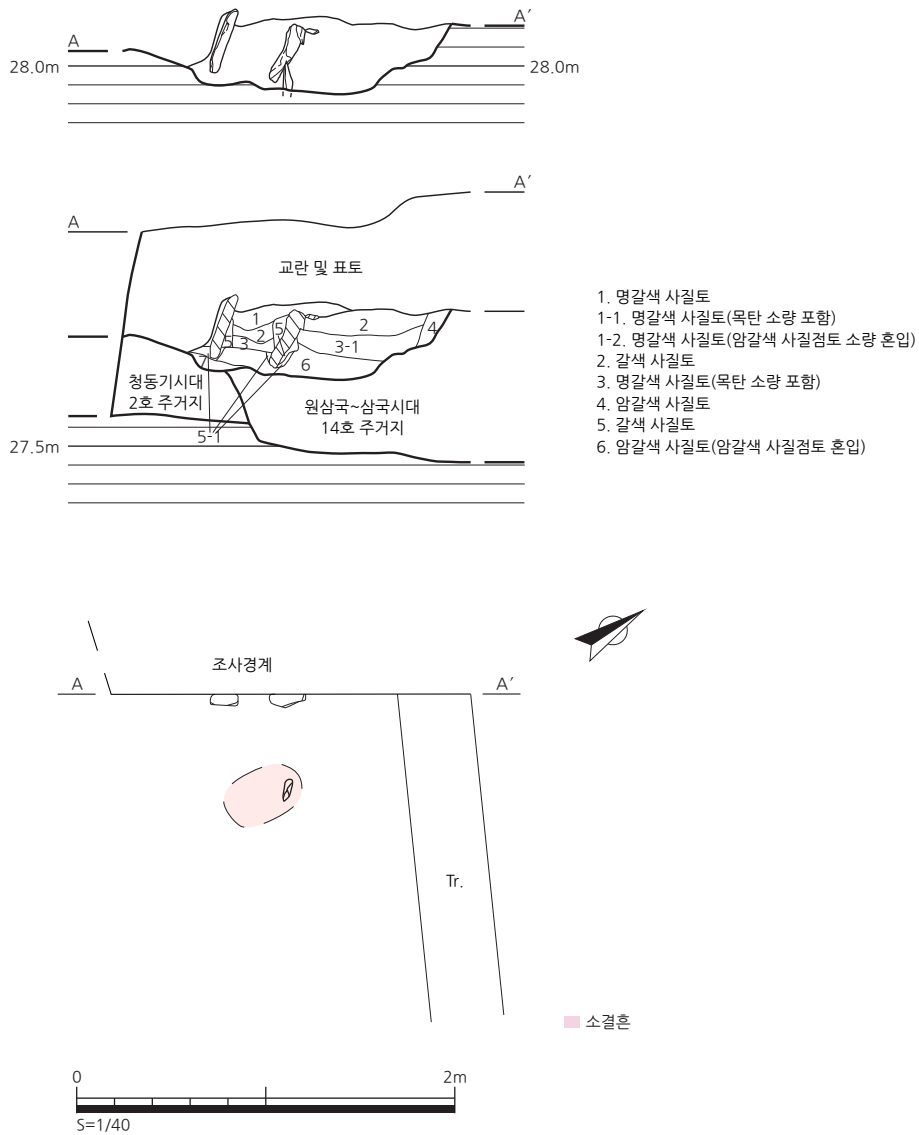 A
A′
28.0m
28.0m
A
A′
교란 및 표토
1
2
5
2
4
5
3
3-1
6
청동기시대
2호 주거지
원삼국~삼국시대
14호 주거지
5-1
27.5m
1. 명갈색 사질토
1-1. 명갈색 사질토(목탄 소량 포함)
1-2. 명갈색 사질토(암갈색 사질점토 소량 혼입)
2. 갈색 사질토
3. 명갈색 사질토(목탄 소량 포함)
4. 암갈색 사질토
5. 갈색 사질토
6. 암갈색 사질토(암갈색 사질점토 혼입)
조사경계
A
A′
Tr.
소결흔
0
2m
S=1/40